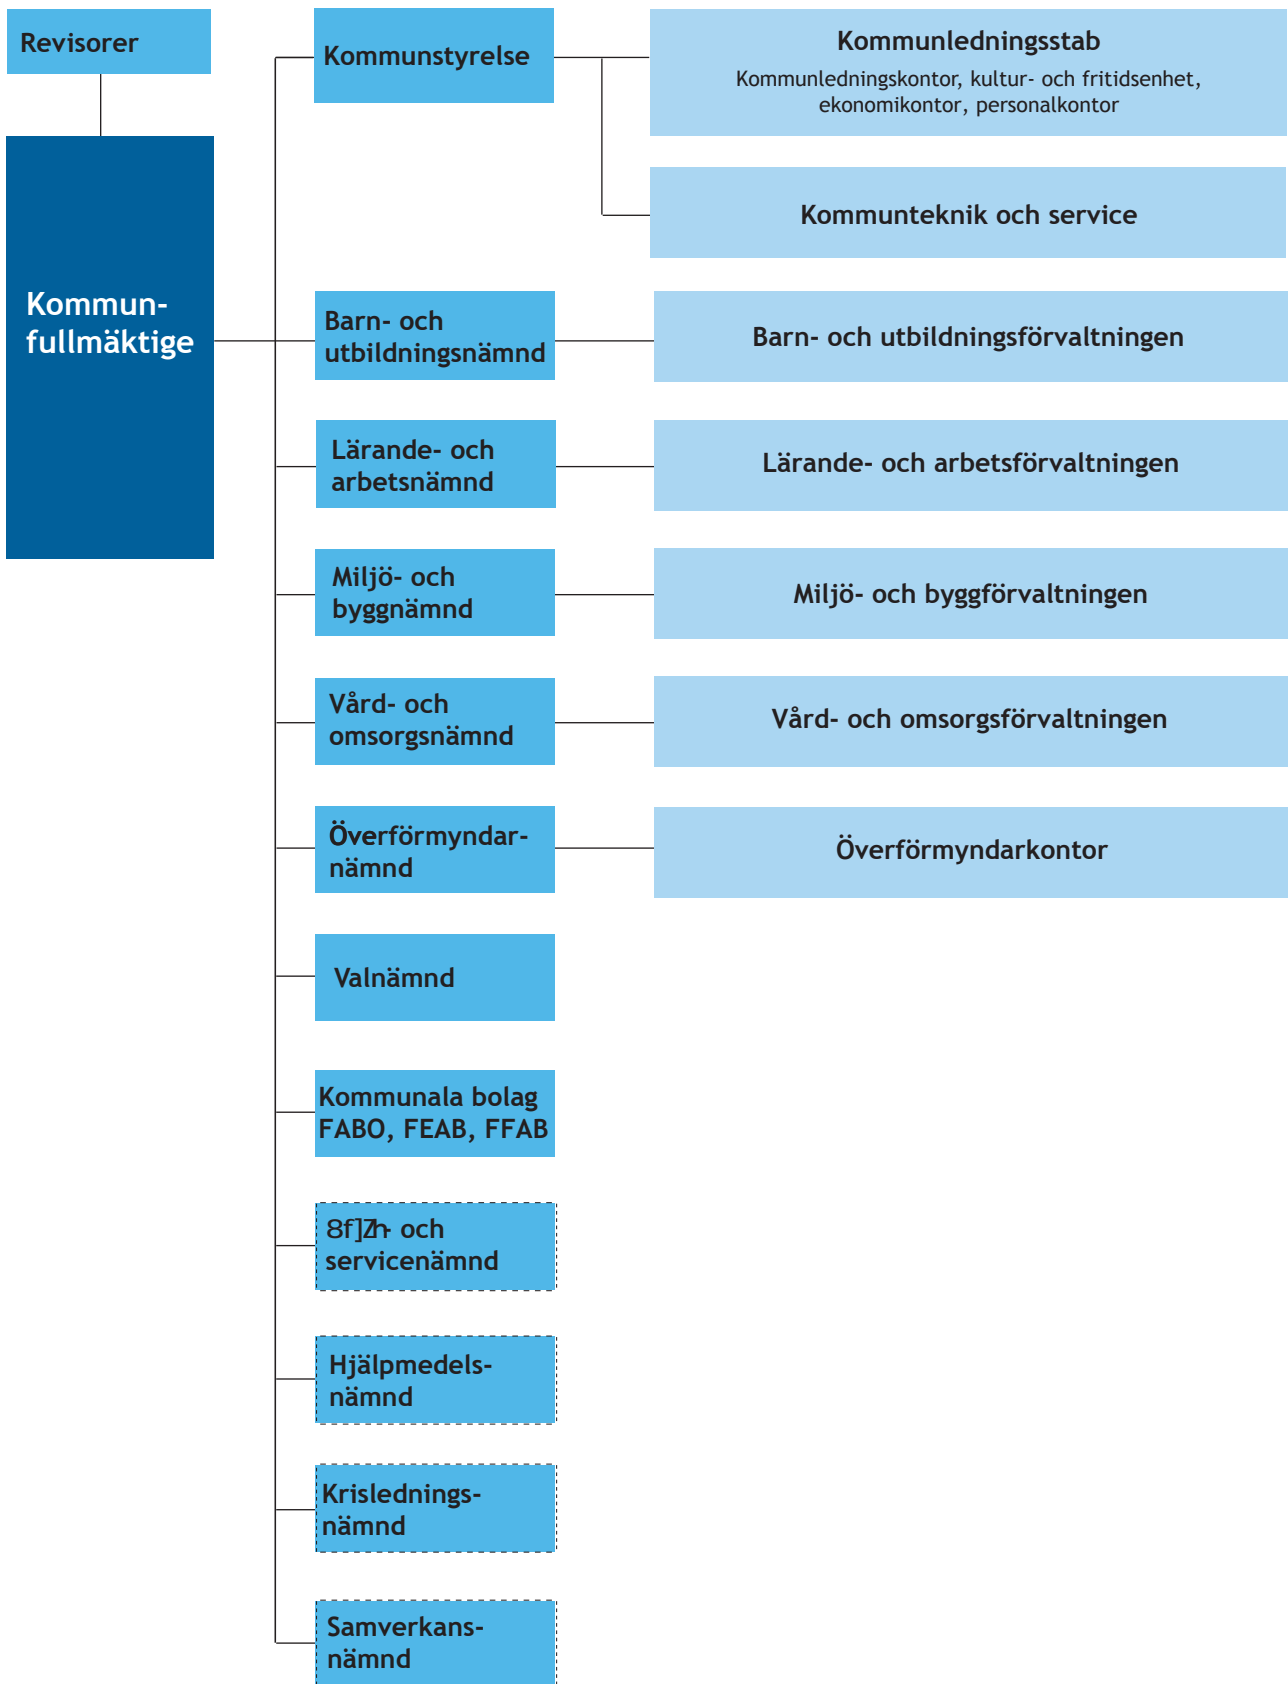 Revisorer
Kommun-
fullmäktige
Kommunstyrelse
Kommunledningsstab
Kommunledningskontor, kultur- och fritidsenhet,
ekonomikontor, personalkontor
Kommunteknik och service
Barn- och
utbildningsnämnd
Barn- och utbildningsförvaltningen
Lärande- och
arbetsnämnd
Lärande- och arbetsförvaltningen
Miljö- och
byggnämnd
Miljö- och byggförvaltningen
Vård- och
omsorgsnämnd
Vård- och omsorgsförvaltningen
Överförmyndar-
nämnd
Överförmyndarkontor
Valnämnd
Kommunala bolag
FABO, FEAB, FFAB
och
servicenämnd
Hjälpmedels-
nämnd
Krislednings-
nämnd
Samverkans-
nämnd